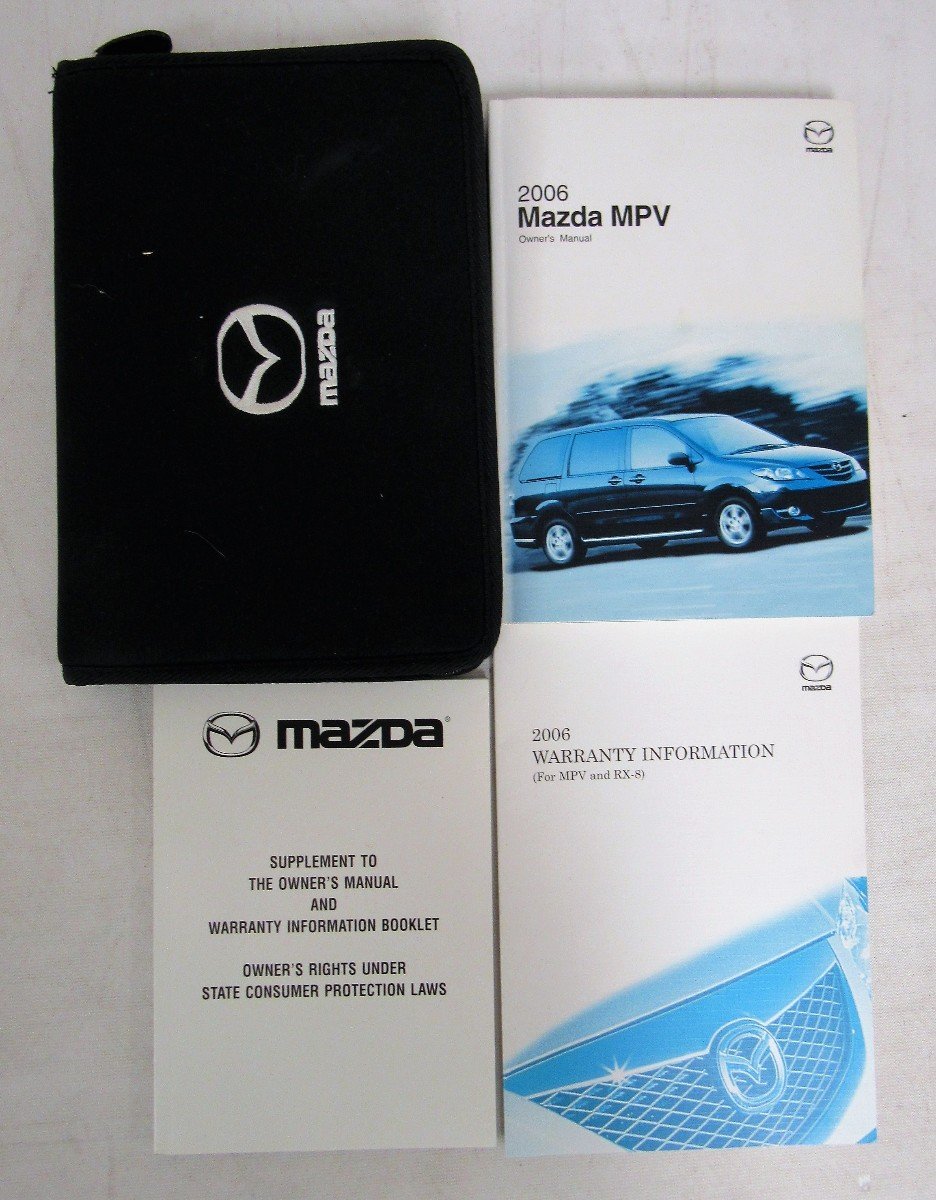 mazda
mazda
2006
Mazda MPV
Owner's Manual
mazda®
SUPPLEMENT TO
THE OWNER'S MANUAL
AND
WARRANTY INFORMATION BOOKLET
OWNER'S RIGHTS UNDER
STATE CONSUMER PROTECTION LAWS
mazda
2006
WARRANTY INFORMATION
(For MPV and RX-8)